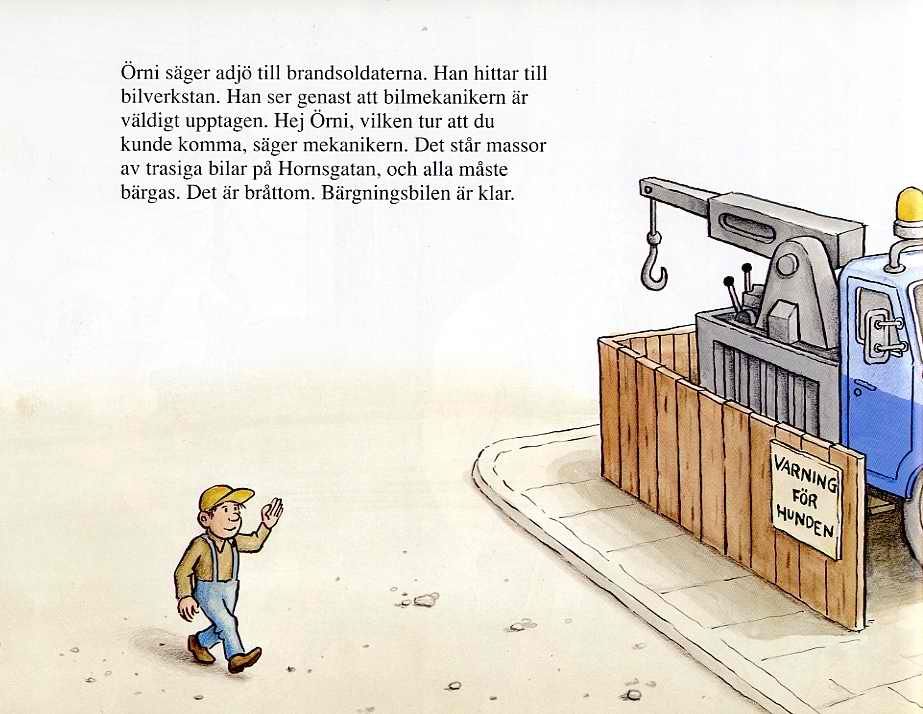 Örni säger adjö till brandsoldaterna. Han hittar till
bilverkstan. Han ser genast att bilmekanikern är
väldigt upptagen. Hej Örni, vilken tur att du
kunde komma, säger mekanikern. Det står massor
av trasiga bilar på Hornsgatan, och alla måste
bärgas. Det är bråttom. Bärgningsbilen är klar.
VARNING
FÖR
HUNDEN